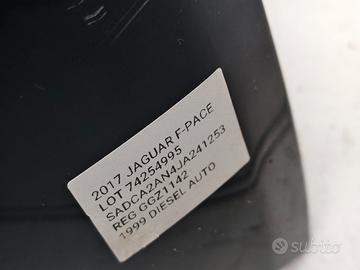 2017 JAGUAR F-PACE
LOT 74254995
SADCA2AN4JA241253
REG GGZ1142
1999 DIESEL AUTO
subito